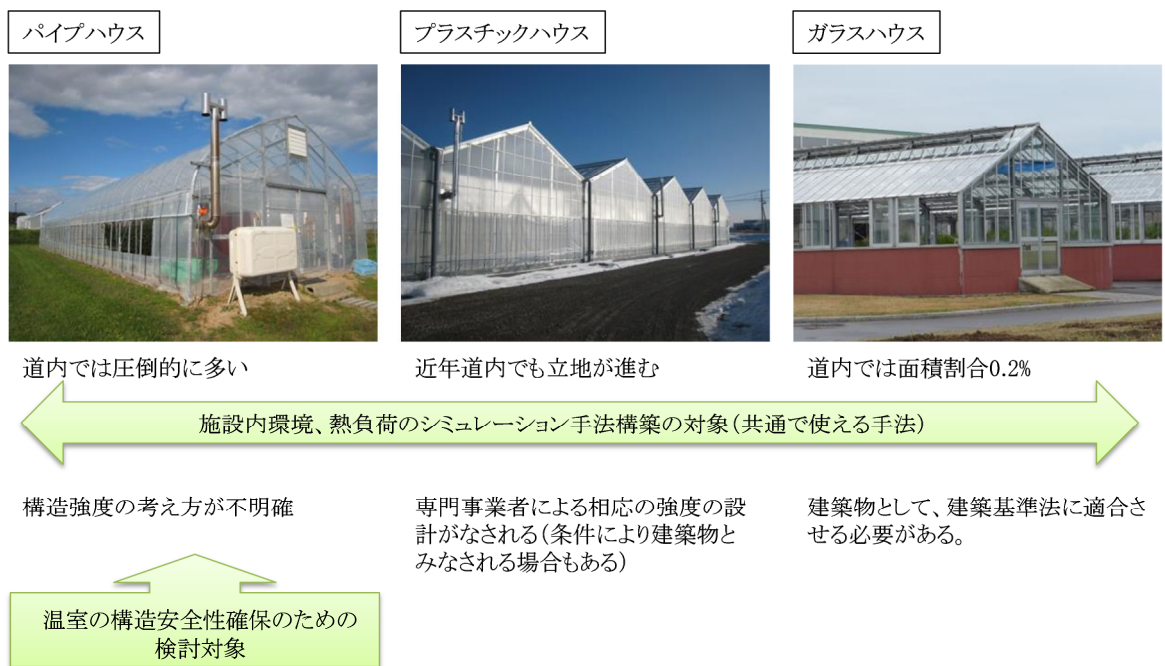 パイプハウス
プラスチックハウス
ガラスハウス
道内では圧倒的に多い
近年道内でも立地が進む
道内では面積割合0.2%
施設内環境、熱負荷のシミュレーション手法構築の対象(共通で使える手法)
構造強度の考え方が不明確
専門事業者による相応の強度の設
計がなされる(条件により建築物と
みなされる場合もある)
建築物として、建築基準法に適合さ
せる必要がある。
温室の構造安全性確保のための
検討対象